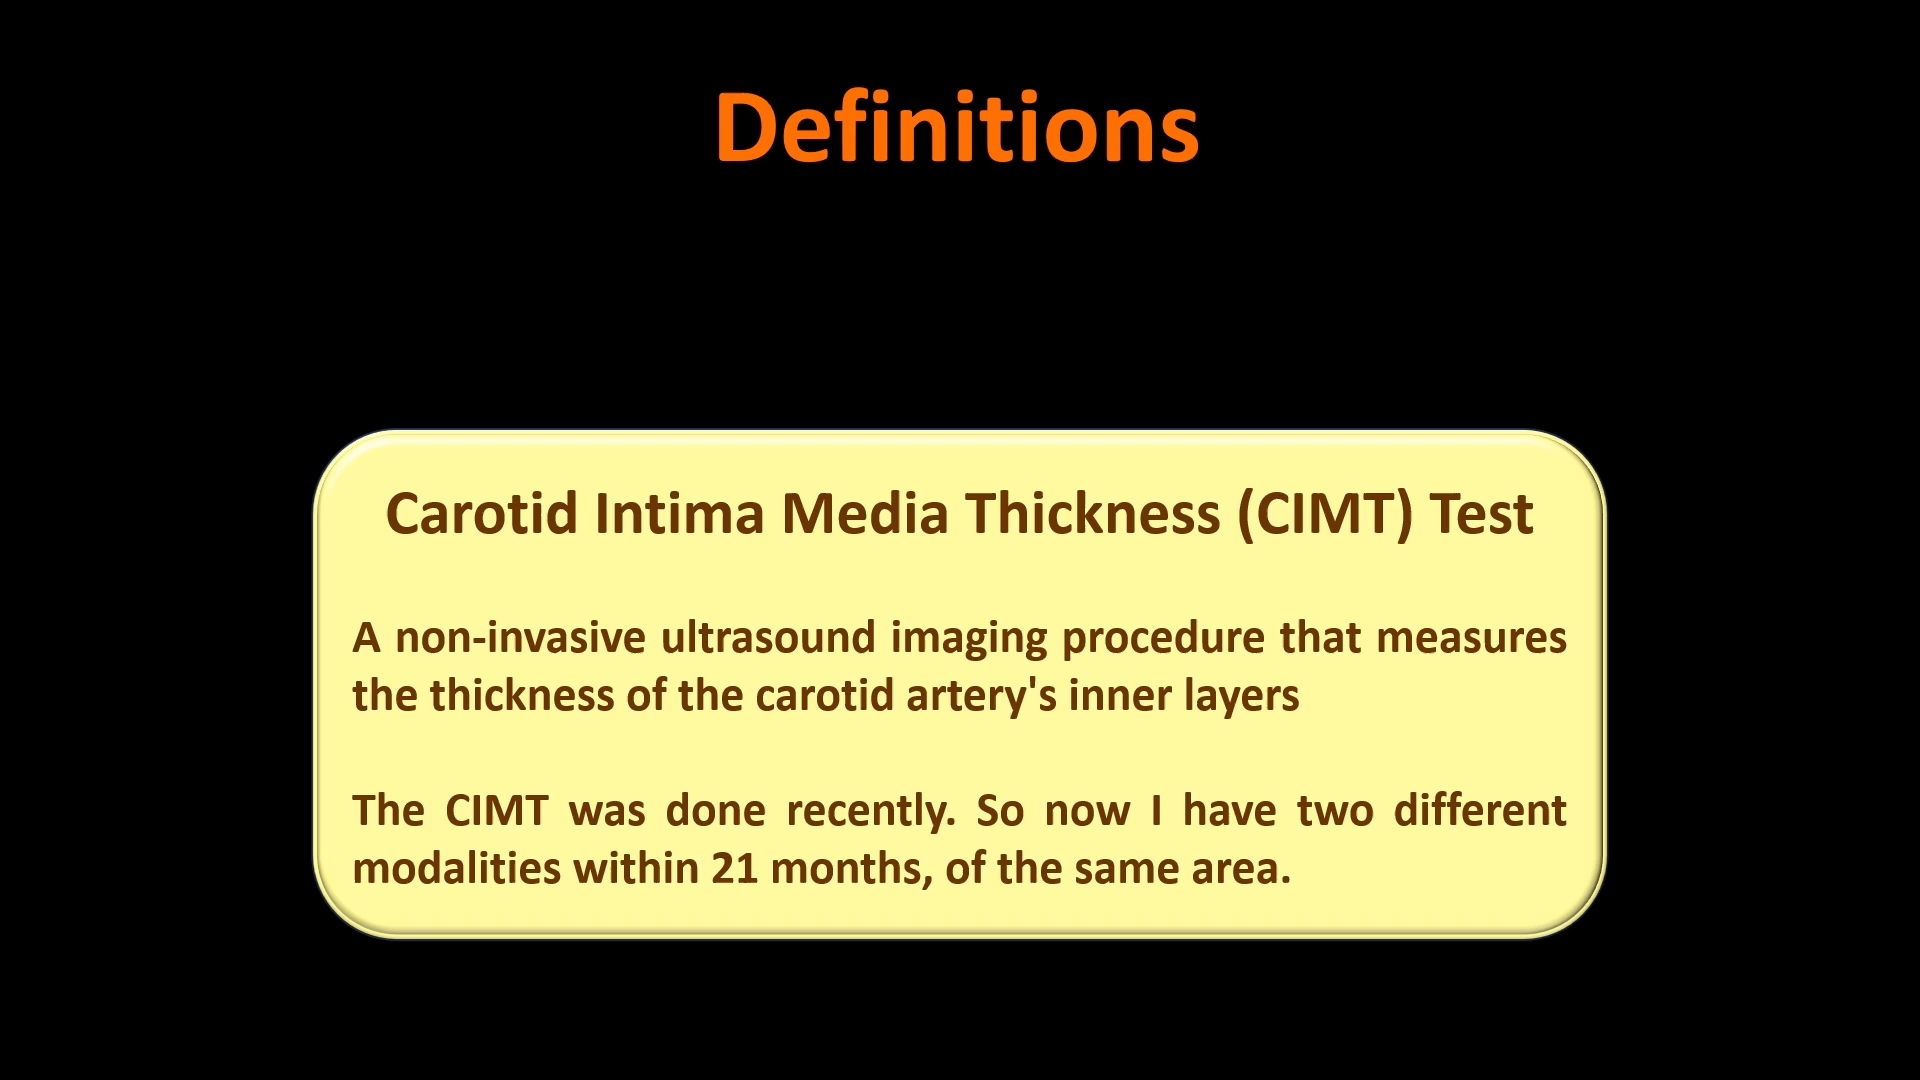 Definitions
Carotid Intima Media Thickness (CIMT) Test
A non-invasive ultrasound imaging procedure that measures
the thickness of the carotid artery's inner layers
The CIMT was done recently. So now I have two different
modalities within 21 months, of the same area.